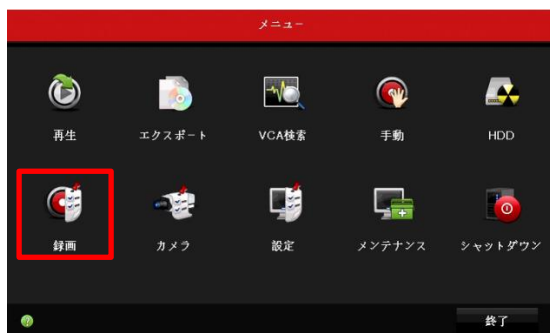 メニュー
再生
エクスポート
VCA検索
手動
HDD
録画
カメラ
設定
メンテナンス
シャットダウン
終了